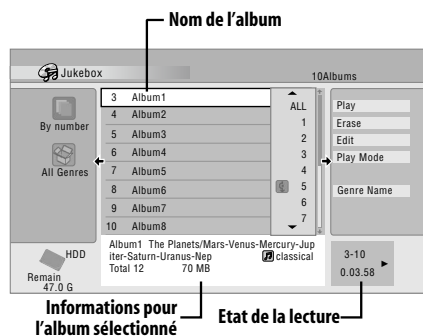 Nom de l'album
Jukebox
10Albums
By number
All Genres
3 Album1
4 Album2
5 Album3
6 Album4
7 Album5
8 Album6
9 Album7
10 Album8
ALL
1
2
3
4
5
6
7
Play
Erase
Edit
Play Mode
Genre Name
HDD
Remain
47.0 G
Album1 The Planets/Mars-Venus-Mercury-Jup
iter-Saturn-Uranus-Nep classical
Total 12 70 MB
3-10
0.03.58
Informations pour
l'album sélectionné
Etat de la lecture